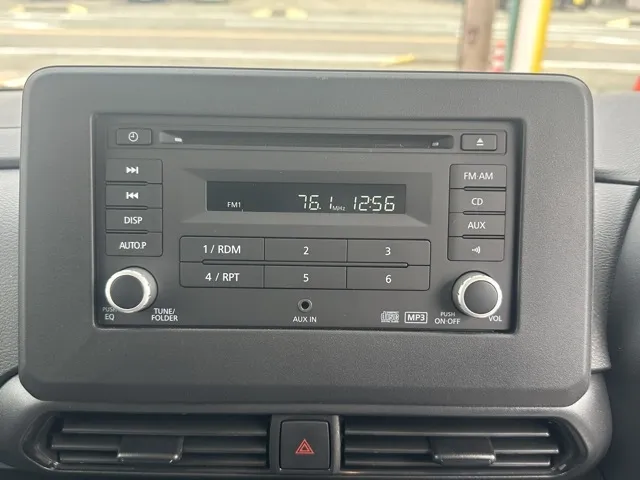 FM1 76.1 MHz 12:56
FM AM
CD
DISP
AUX
AUTO.P
1 / RDM
2
3
4 / RPT
5
6
PUSH
EQ
TUNE/
FOLDER
AUX IN
MP3
PUSH
ON·OFF
VOL